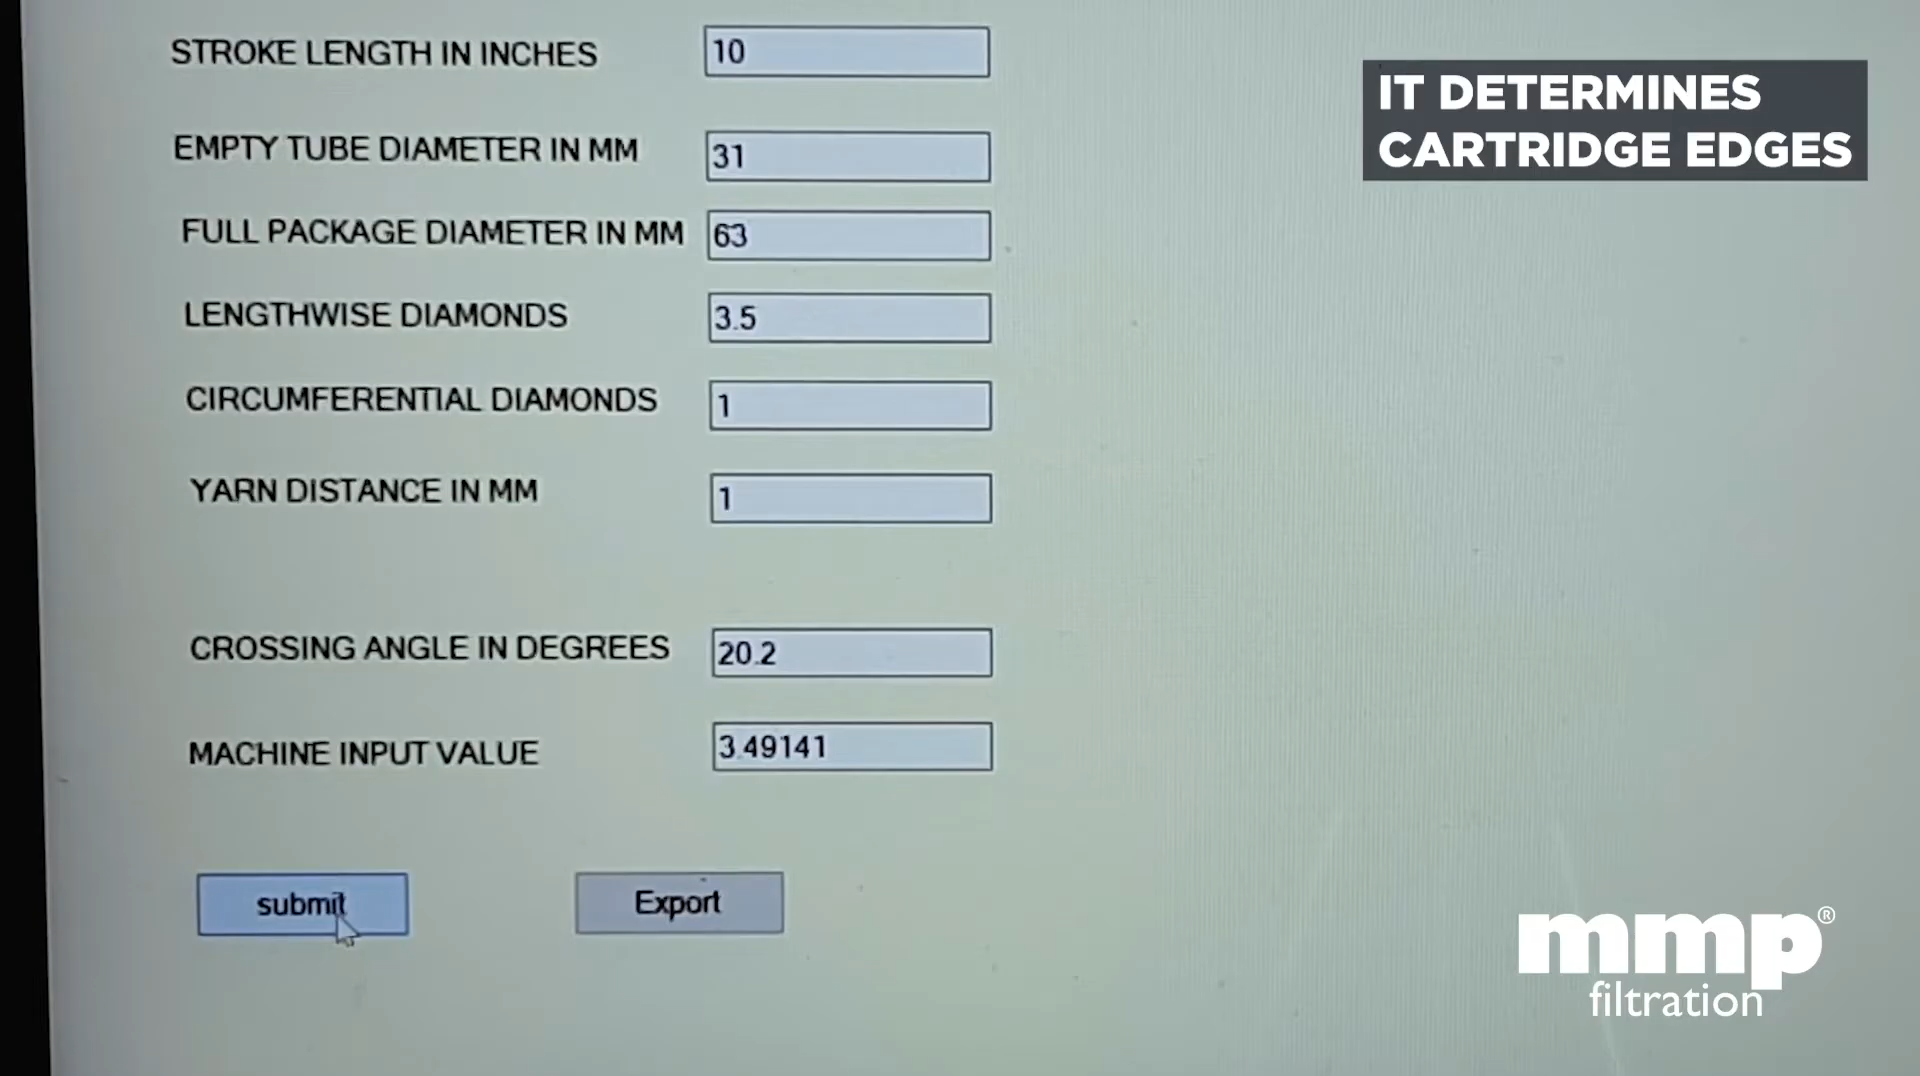 STROKE LENGTH IN INCHES 10
IT DETERMINES
CARTRIDGE EDGES
EMPTY TUBE DIAMETER IN MM 31
FULL PACKAGE DIAMETER IN MM 63
LENGTHWISE DIAMONDS 3.5
CIRCUMFERENTIAL DIAMONDS 1
YARN DISTANCE IN MM 1
CROSSING ANGLE IN DEGREES 20.2
MACHINE INPUT VALUE 3.49141
submit Export
mmp®
filtration